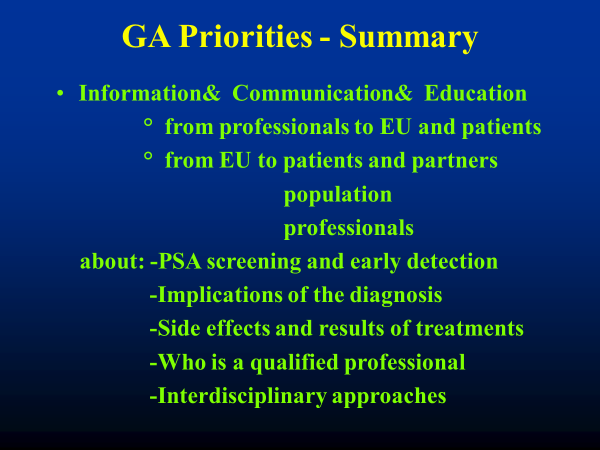 GA Priorities - Summary
• Information& Communication& Education
° from professionals to EU and patients
° from EU to patients and partners
population
professionals
about: -PSA screening and early detection
-Implications of the diagnosis
-Side effects and results of treatments
-Who is a qualified professional
-Interdisciplinary approaches